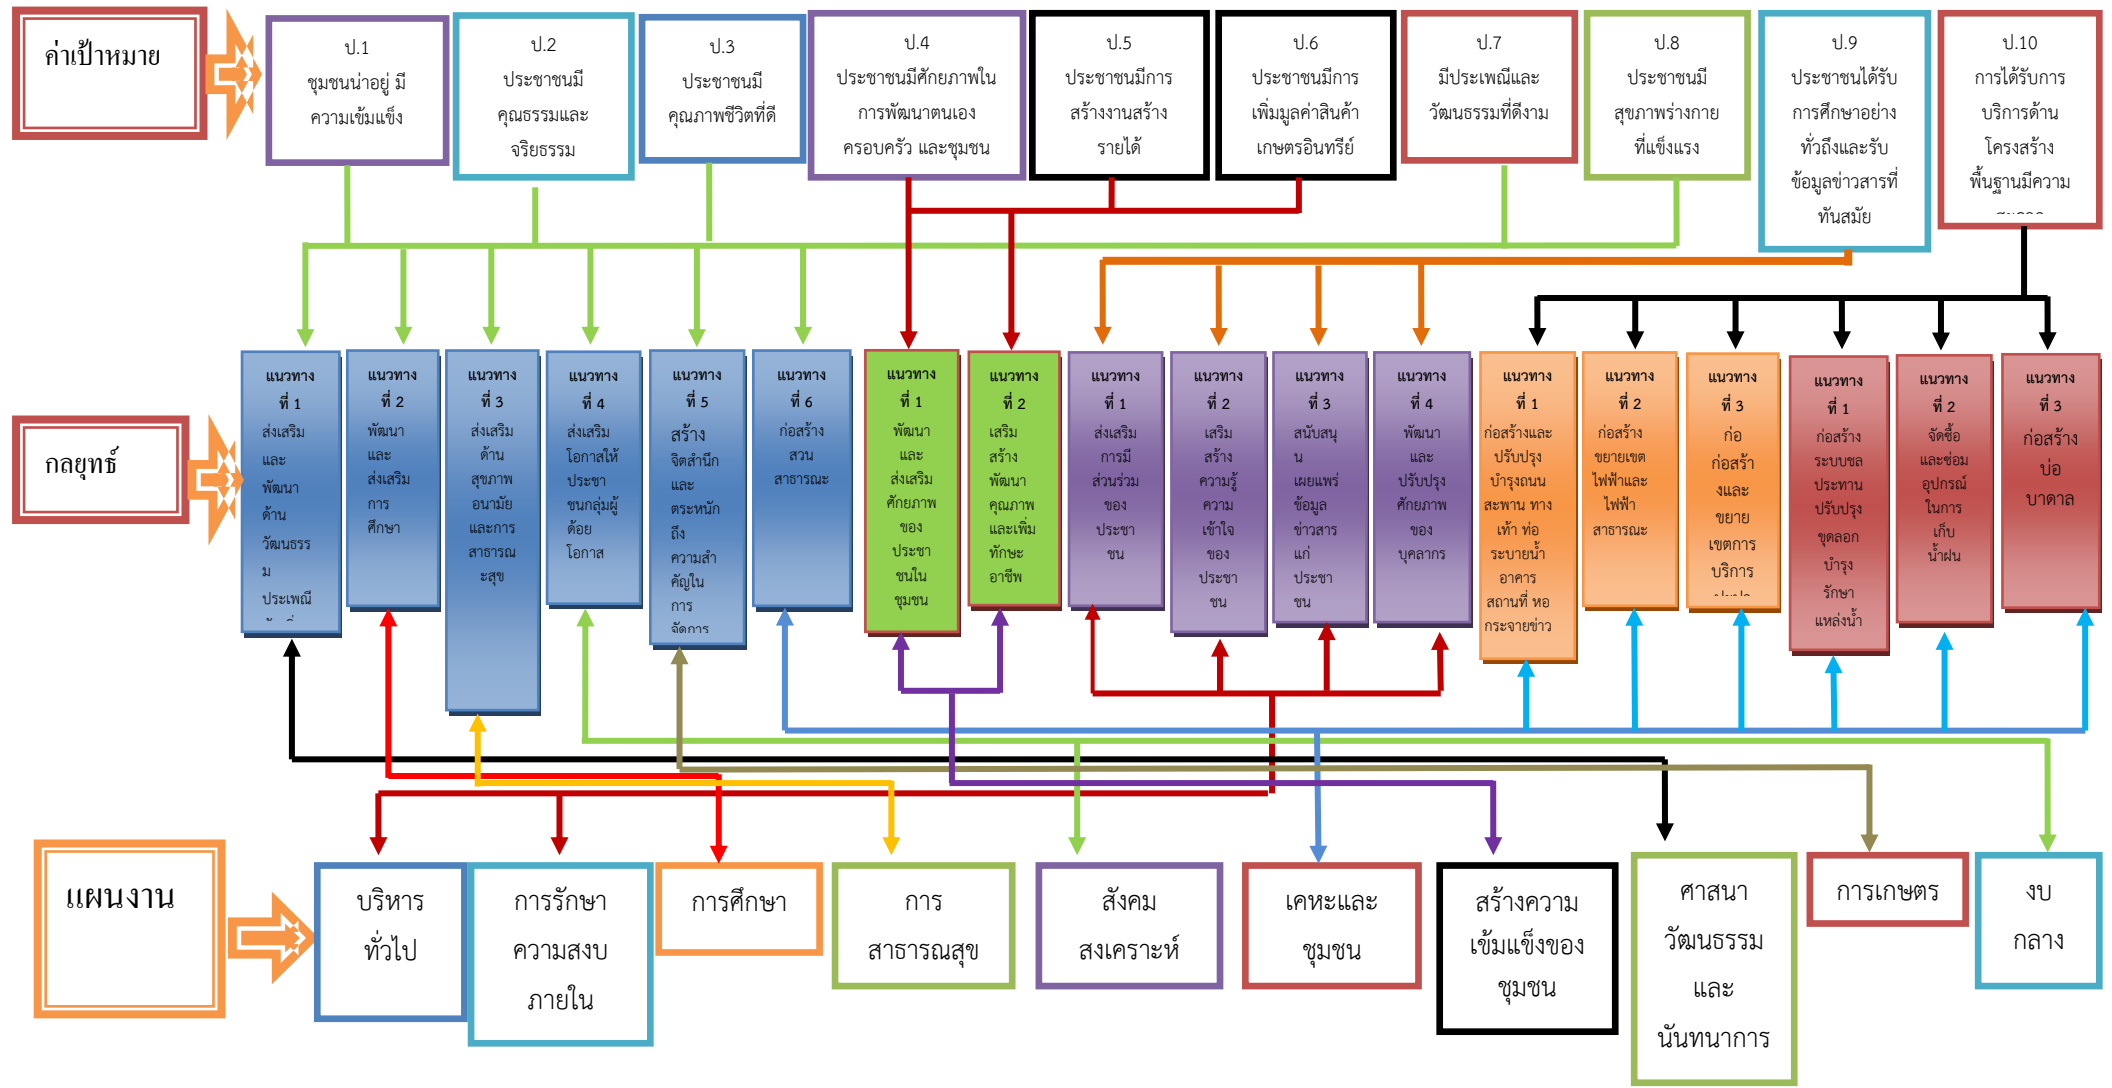 ค่าเป้าหมาย
ป.1
ชุมชนน่าอยู่ มี
ความเข้มแข็ง
ป.2
ประชาชนมี
คุณธรรมและ
จริยธรรม
ป.3
ประชาชนมี
คุณภาพชีวิตที่ดี
ป.4
ประชาชนมีศักยภาพใน
การพัฒนาตนเอง
ครอบครัว และชุมชน
ป.5
ประชาชนมีการ
สร้างงานสร้าง
รายได้
ป.6
ประชาชนมีการ
เพิ่มมูลค่าสินค้า
เกษตรอินทรีย์
ป.7
มีประเพณีและ
วัฒนธรรมที่ดีงาม
ป.8
ประชาชนมี
สุขภาพร่างกาย
ที่แข็งแรง
ป.9
ประชาชนได้รับ
การศึกษาอย่าง
ทั่วถึงและรับ
ข้อมูลข่าวสารที่
ทันสมัย
ป.10
การได้รับการ
บริการด้าน
โครงสร้าง
พื้นฐานมีความ
กลยุทธ์
แนวทาง
ที่ 1
ส่งเสริม
และ
พัฒนา
ด้าน
วัฒนธรร
ม
ประเพณี
แนวทาง
ที่ 2
พัฒนา
และ
ส่งเสริม
การ
ศึกษา
แนวทาง
ที่ 3
ส่งเสริม
ด้าน
สุขภาพ
อนามัย
และการ
สาธารณ
ะสุข
แนวทาง
ที่ 4
ส่งเสริม
โอกาสให้
ประชา
ชนกลุ่มผู้
ด้อย
โอกาส
แนวทาง
ที่ 5
สร้าง
จิตสำนึก
และ
ตระหนัก
ถึง
ความสำ
คัญใน
การ
จัดการ
แนวทาง
ที่ 6
ก่อสร้าง
สวน
สาธารณะ
แนวทาง
ที่ 1
พัฒนา
และ
ส่งเสริม
ศักยภาพ
ของ
ประชา
ชนใน
ชุมชน
แนวทาง
ที่ 2
เสริม
สร้าง
พัฒนา
คุณภาพ
และเพิ่ม
ทักษะ
อาชีพ
แนวทาง
ที่ 1
ส่งเสริม
การมี
ส่วนร่วม
ของ
ประชา
ชน
แนวทาง
ที่ 2
เสริม
สร้าง
ความรู้
ความ
เข้าใจ
ของ
ประชา
ชน
แนวทาง
ที่ 3
สนับสนุ
น
เผยแพร่
ข้อมูล
ข่าวสาร
แก่
ประชา
ชน
แนวทาง
ที่ 4
พัฒนา
และ
ปรับปรุง
ศักยภาพ
ของ
บุคลากร
แนวทาง
ที่ 1
ก่อสร้างและ
ปรับปรุง
บำรุงถนน
สะพาน ทาง
เท้า ท่อ
ระบายน้ำ
อาคาร
สถานที่ หอ
กระจายข่าว
แนวทาง
ที่ 2
ก่อสร้าง
ขยายเขต
ไฟฟ้าและ
ไฟฟ้า
สาธารณะ
แนวทาง
ที่ 3
ก่อ
ก่อสร้า
งและ
ขยาย
เขตการ
บริการ
แนวทาง
ที่ 1
ก่อสร้าง
ระบบชล
ประทาน
ปรับปรุง
ขุดลอก
บำรุง
รักษา
แหล่งน้ำ
แนวทาง
ที่ 2
จัดซื้อ
และซ่อม
อุปกรณ์
ในการ
เก็บ
น้ำฝน
แนวทาง
ที่ 3
ก่อสร้าง
บ่อ
บาดาล
แผนงาน
บริหาร
ทั่วไป
การรักษา
ความสงบ
ภายใน
การศึกษา
การ
สาธารณสุข
สังคม
สงเคราะห์
เคหะและ
ชุมชน
สร้างความ
เข้มแข็งของ
ชุมชน
ศาสนา
วัฒนธรรม
และ
นันทนาการ
การเกษตร
งบ
กลาง